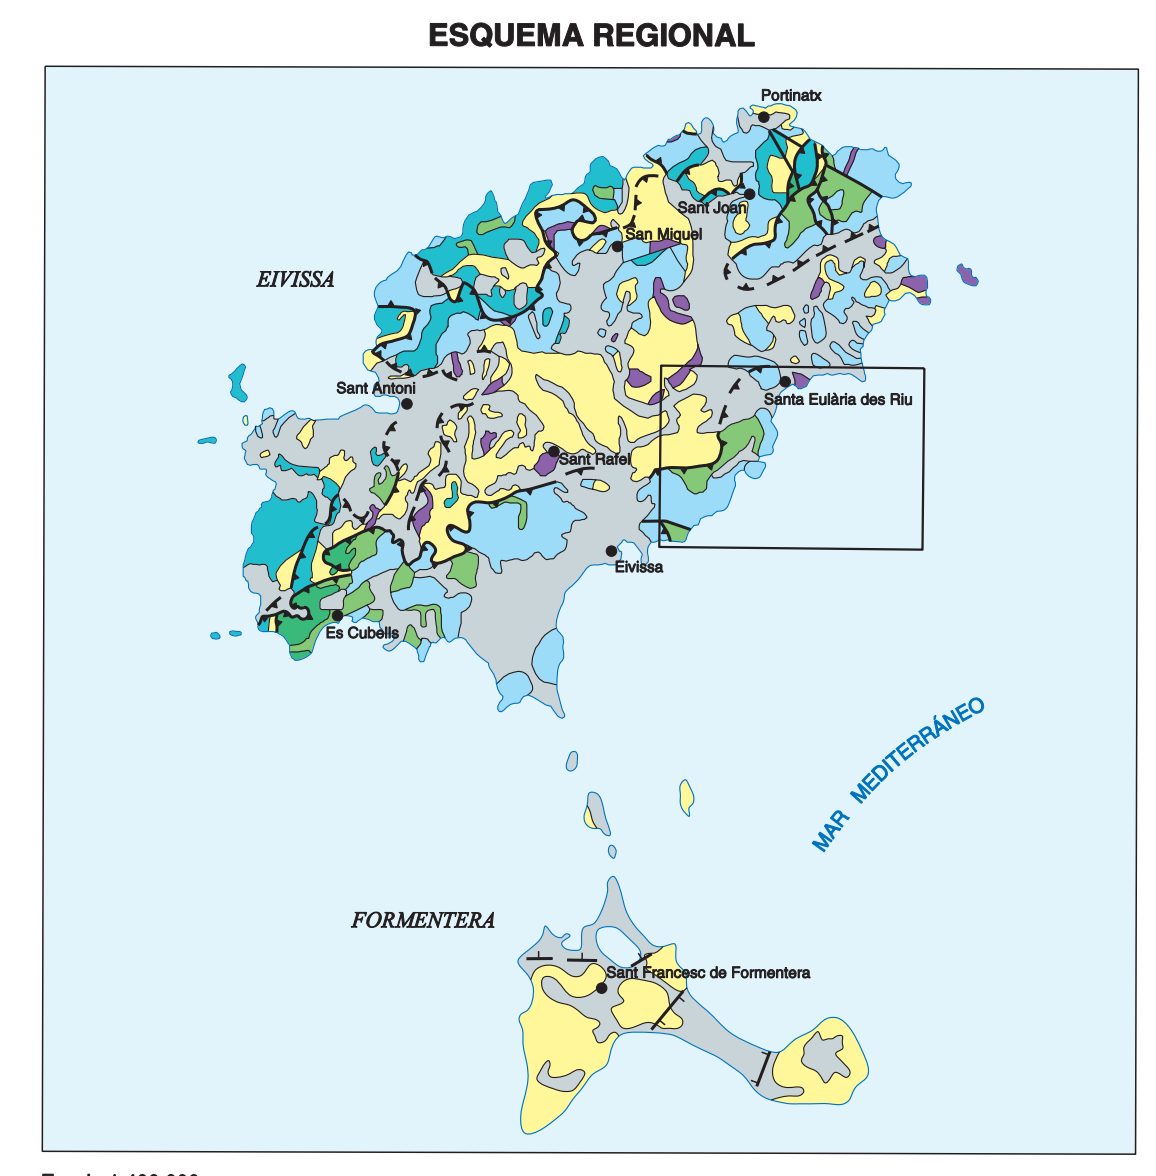 ESQUEMA REGIONAL
Portinatx
Sant Joan
San Miquel
EIVISSA
Sant Antoni
Santa Eulària des Riu
Sant Rafel
Eivissa
Es Cubells
MAR MEDITERRÁNEO
FORMENTERA
Sant Francesc de Formentera